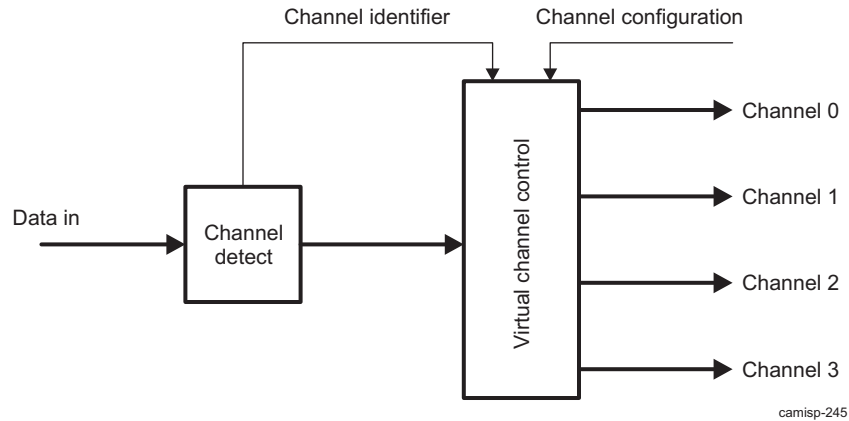 Channel identifier
Channel configuration
Channel 0
Channel 1
Data in
Channel
detect
Virtual channel control
Channel 2
Channel 3
camisp-245